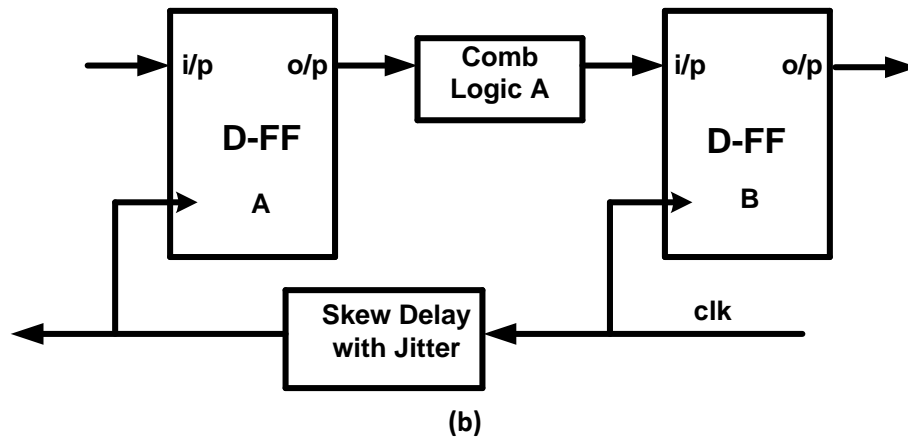 i/p o/p
D-FF
A
Comb
Logic A
i/p o/p
D-FF
B
Skew Delay
with Jitter
clk
(b)